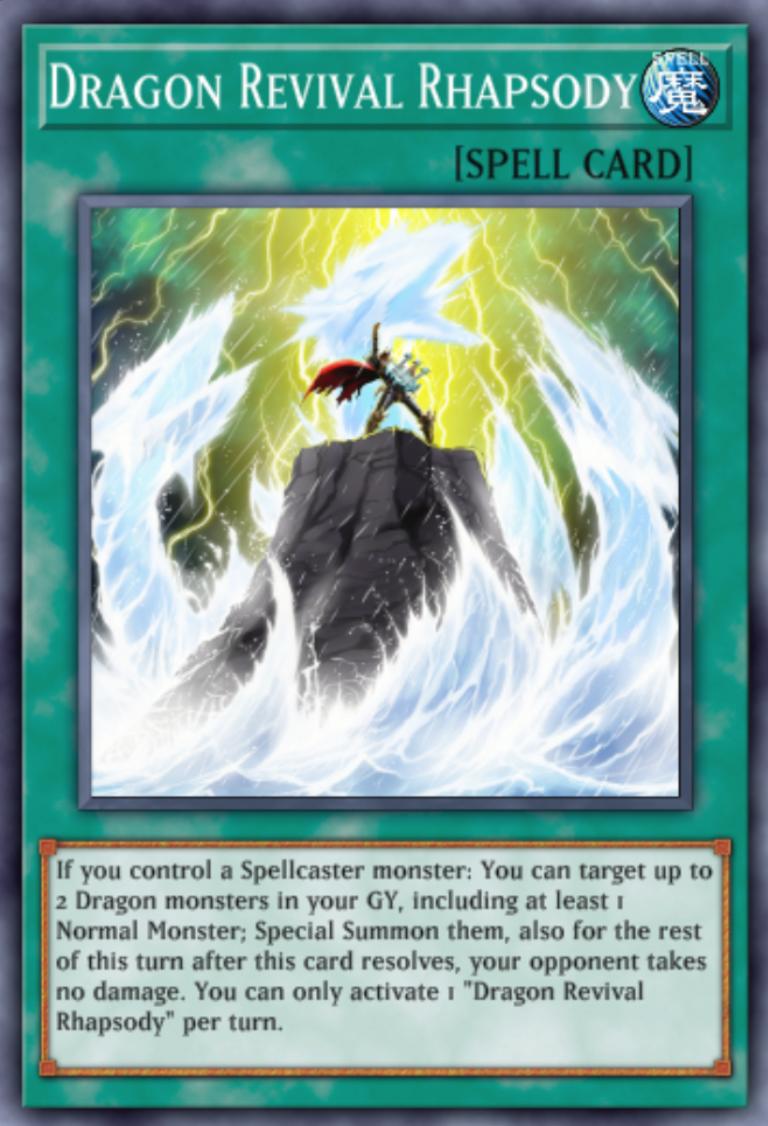 DRAGON REVIVAL RHAPSODY
SPELL
魔
[SPELL CARD]
If you control a Spellcaster monster: You can target up to
2 Dragon monsters in your GY, including at least 1
Normal Monster; Special Summon them, also for the rest
of this turn after this card resolves, your opponent takes
no damage. You can only activate 1 "Dragon Revival
Rhapsody" per turn.